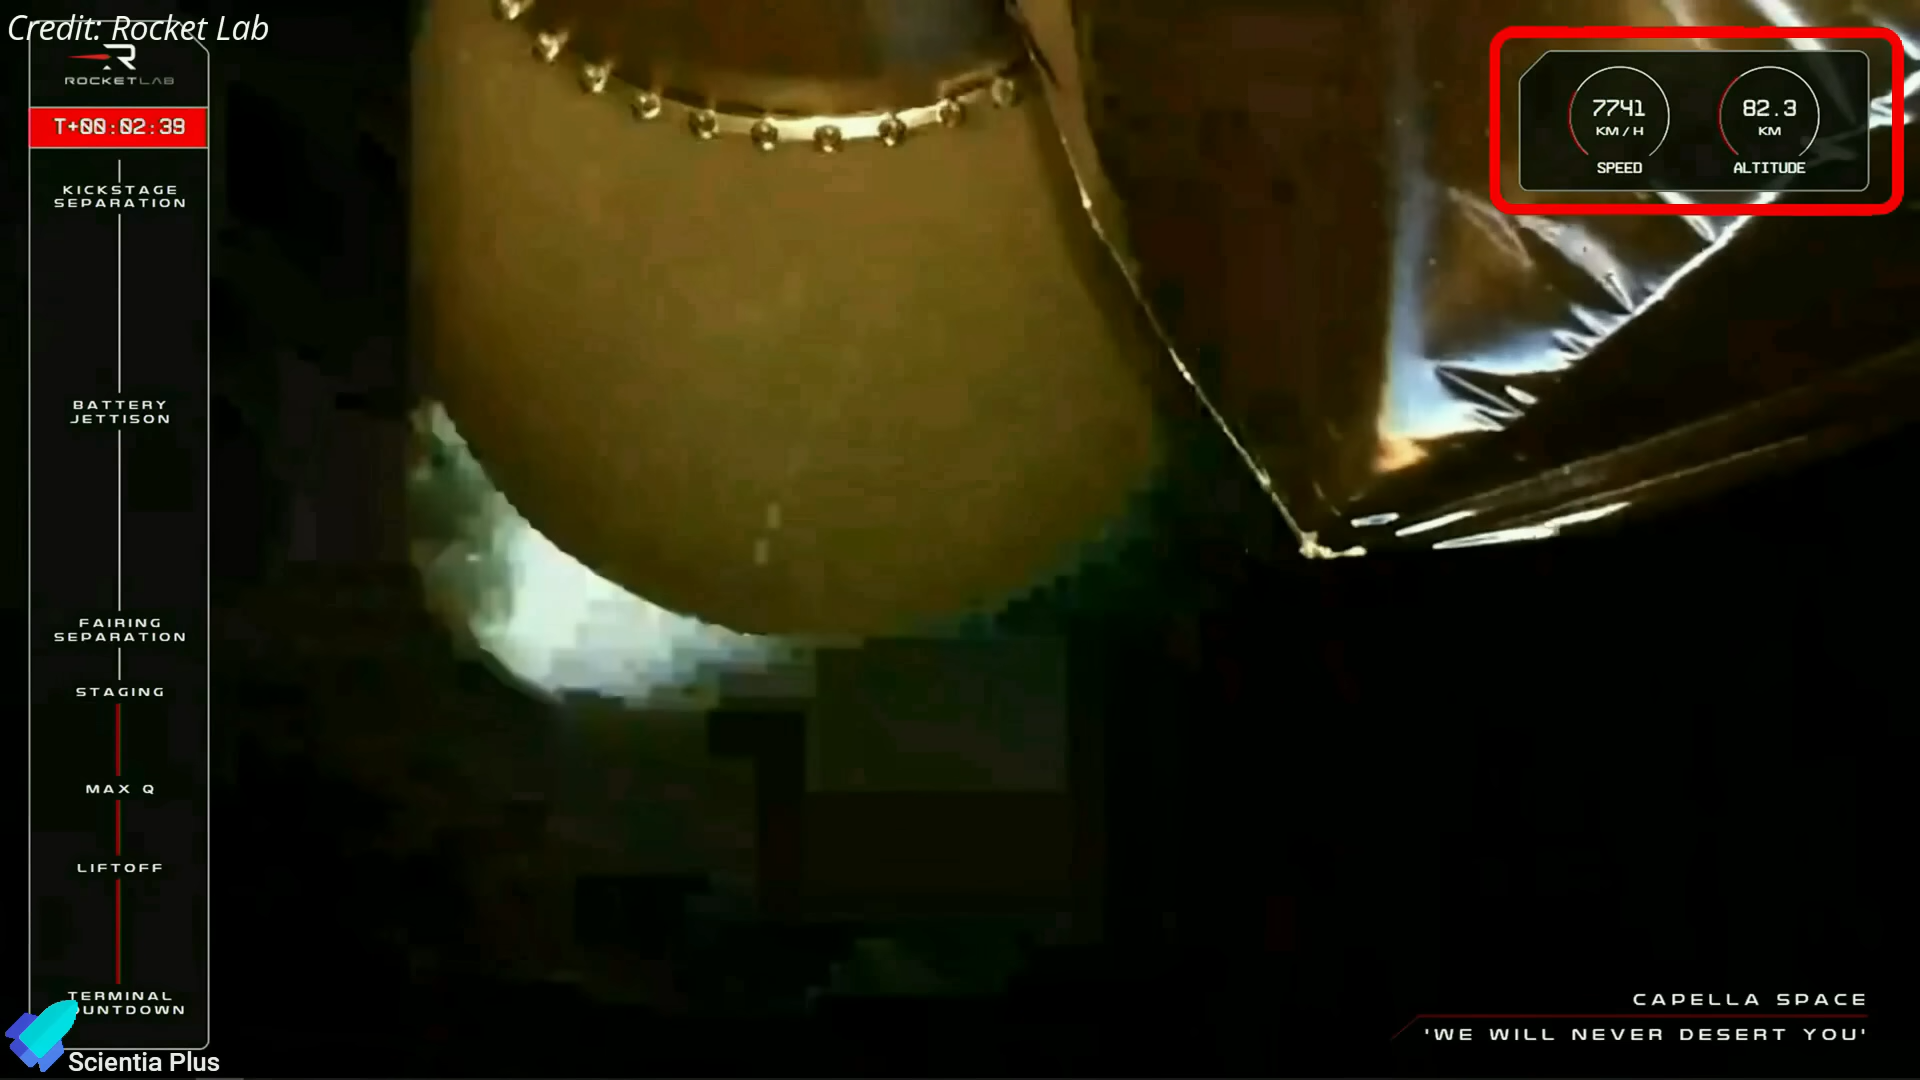 Credit: Rocket Lab
ROCKETLAB
T+00:02:39
KICKSTAGE
SEPARATION
BATTERY
JETTISON
FAIRING
SEPARATION
STAGING
MAX Q
LIFTOFF
TERMINAL
OUNTDOWN
Scientia Plus
7741
KM/H
SPEED
82.3
KM
ALTITUDE
CAPELLA SPACE
'WE WILL NEVER DESERT YOU'